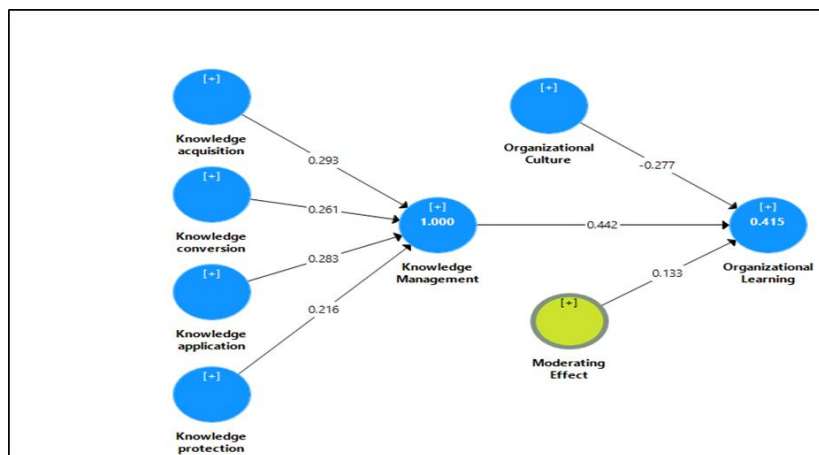 [+]
Knowledge
acquisition
0.293
[+]
Knowledge
conversion
0.261
[+]
Knowledge
application
0.283
[+]
Knowledge
protection
0.216
[+]
1.000
Knowledge
Management
0.442
[+]
Organizational
Culture
-0.277
[+]
Moderating
Effect
0.133
[+]
0.415
Organizational
Learning